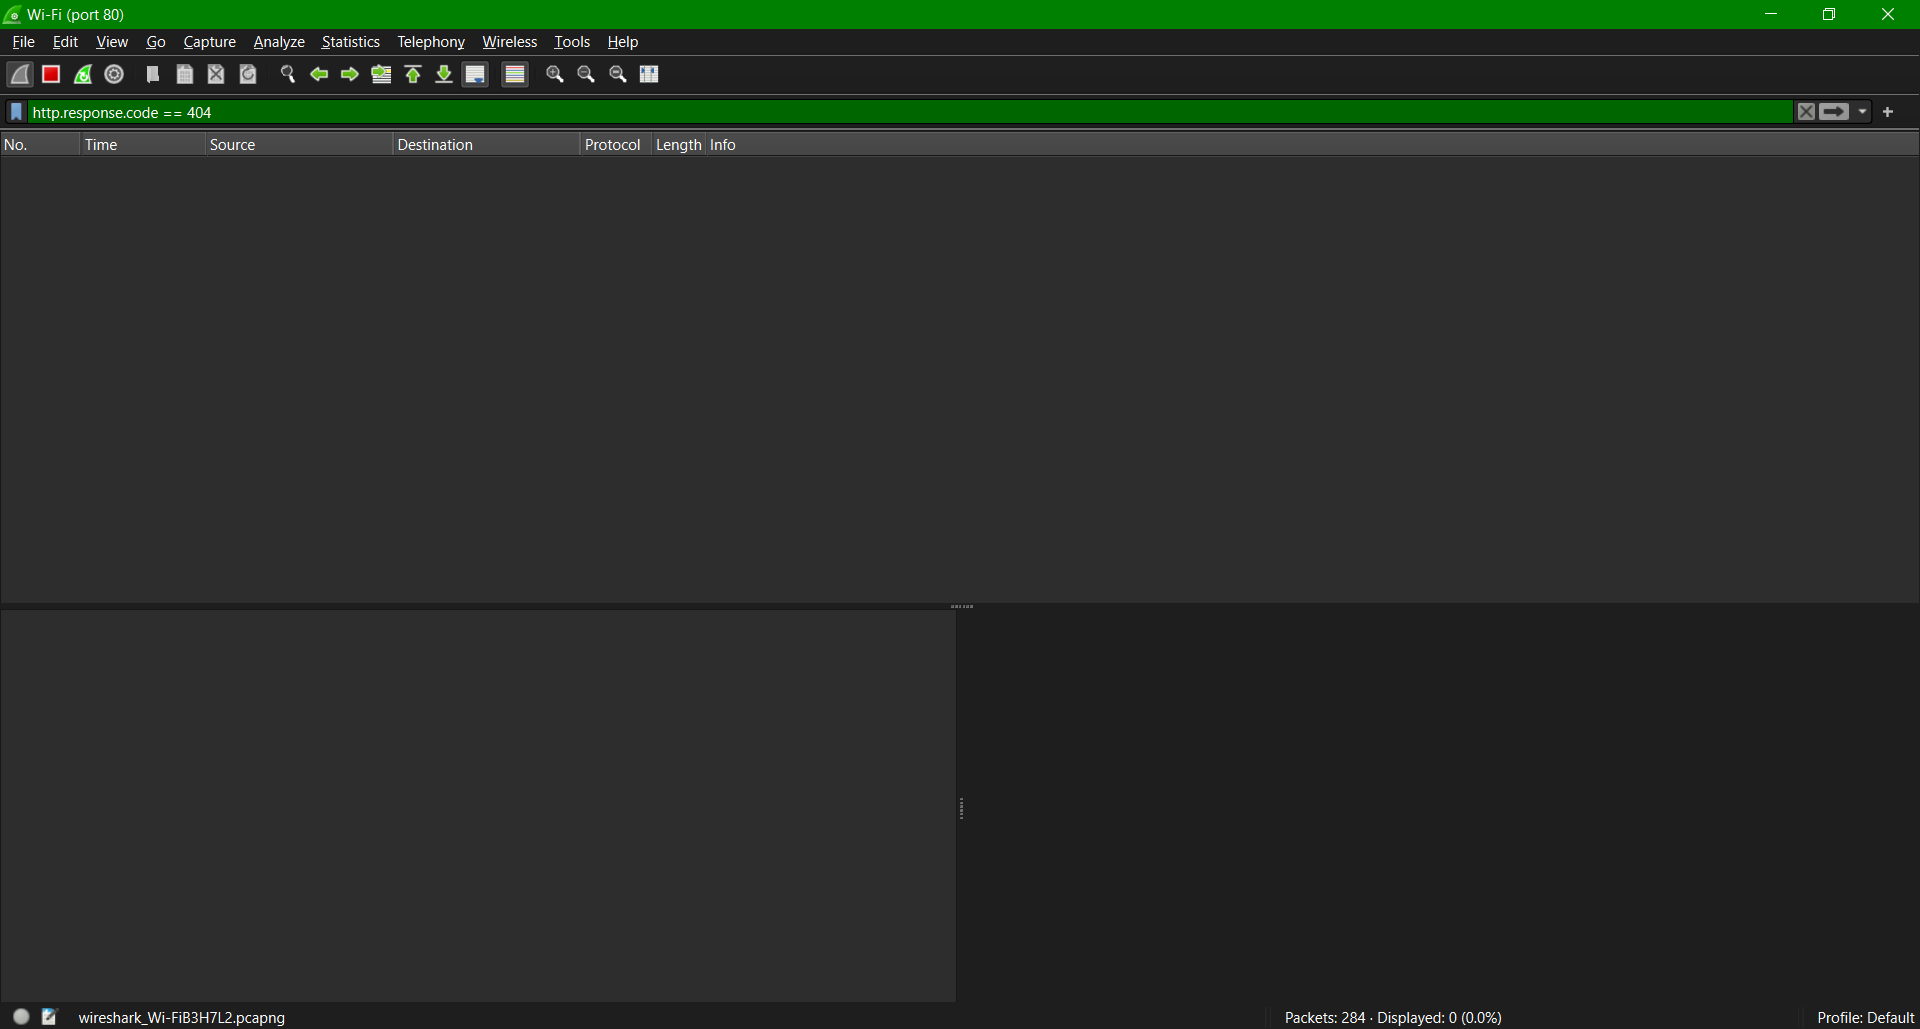 Wi-Fi (port 80)
File Edit View Go Capture Analyze Statistics Telephony Wireless Tools Help
http.response.code == 404
No. Time Source Destination Protocol Length Info
wireshark_Wi-FiB3H7L2.pcapng Packets: 284 · Displayed: 0 (0.0%) Profile: Default